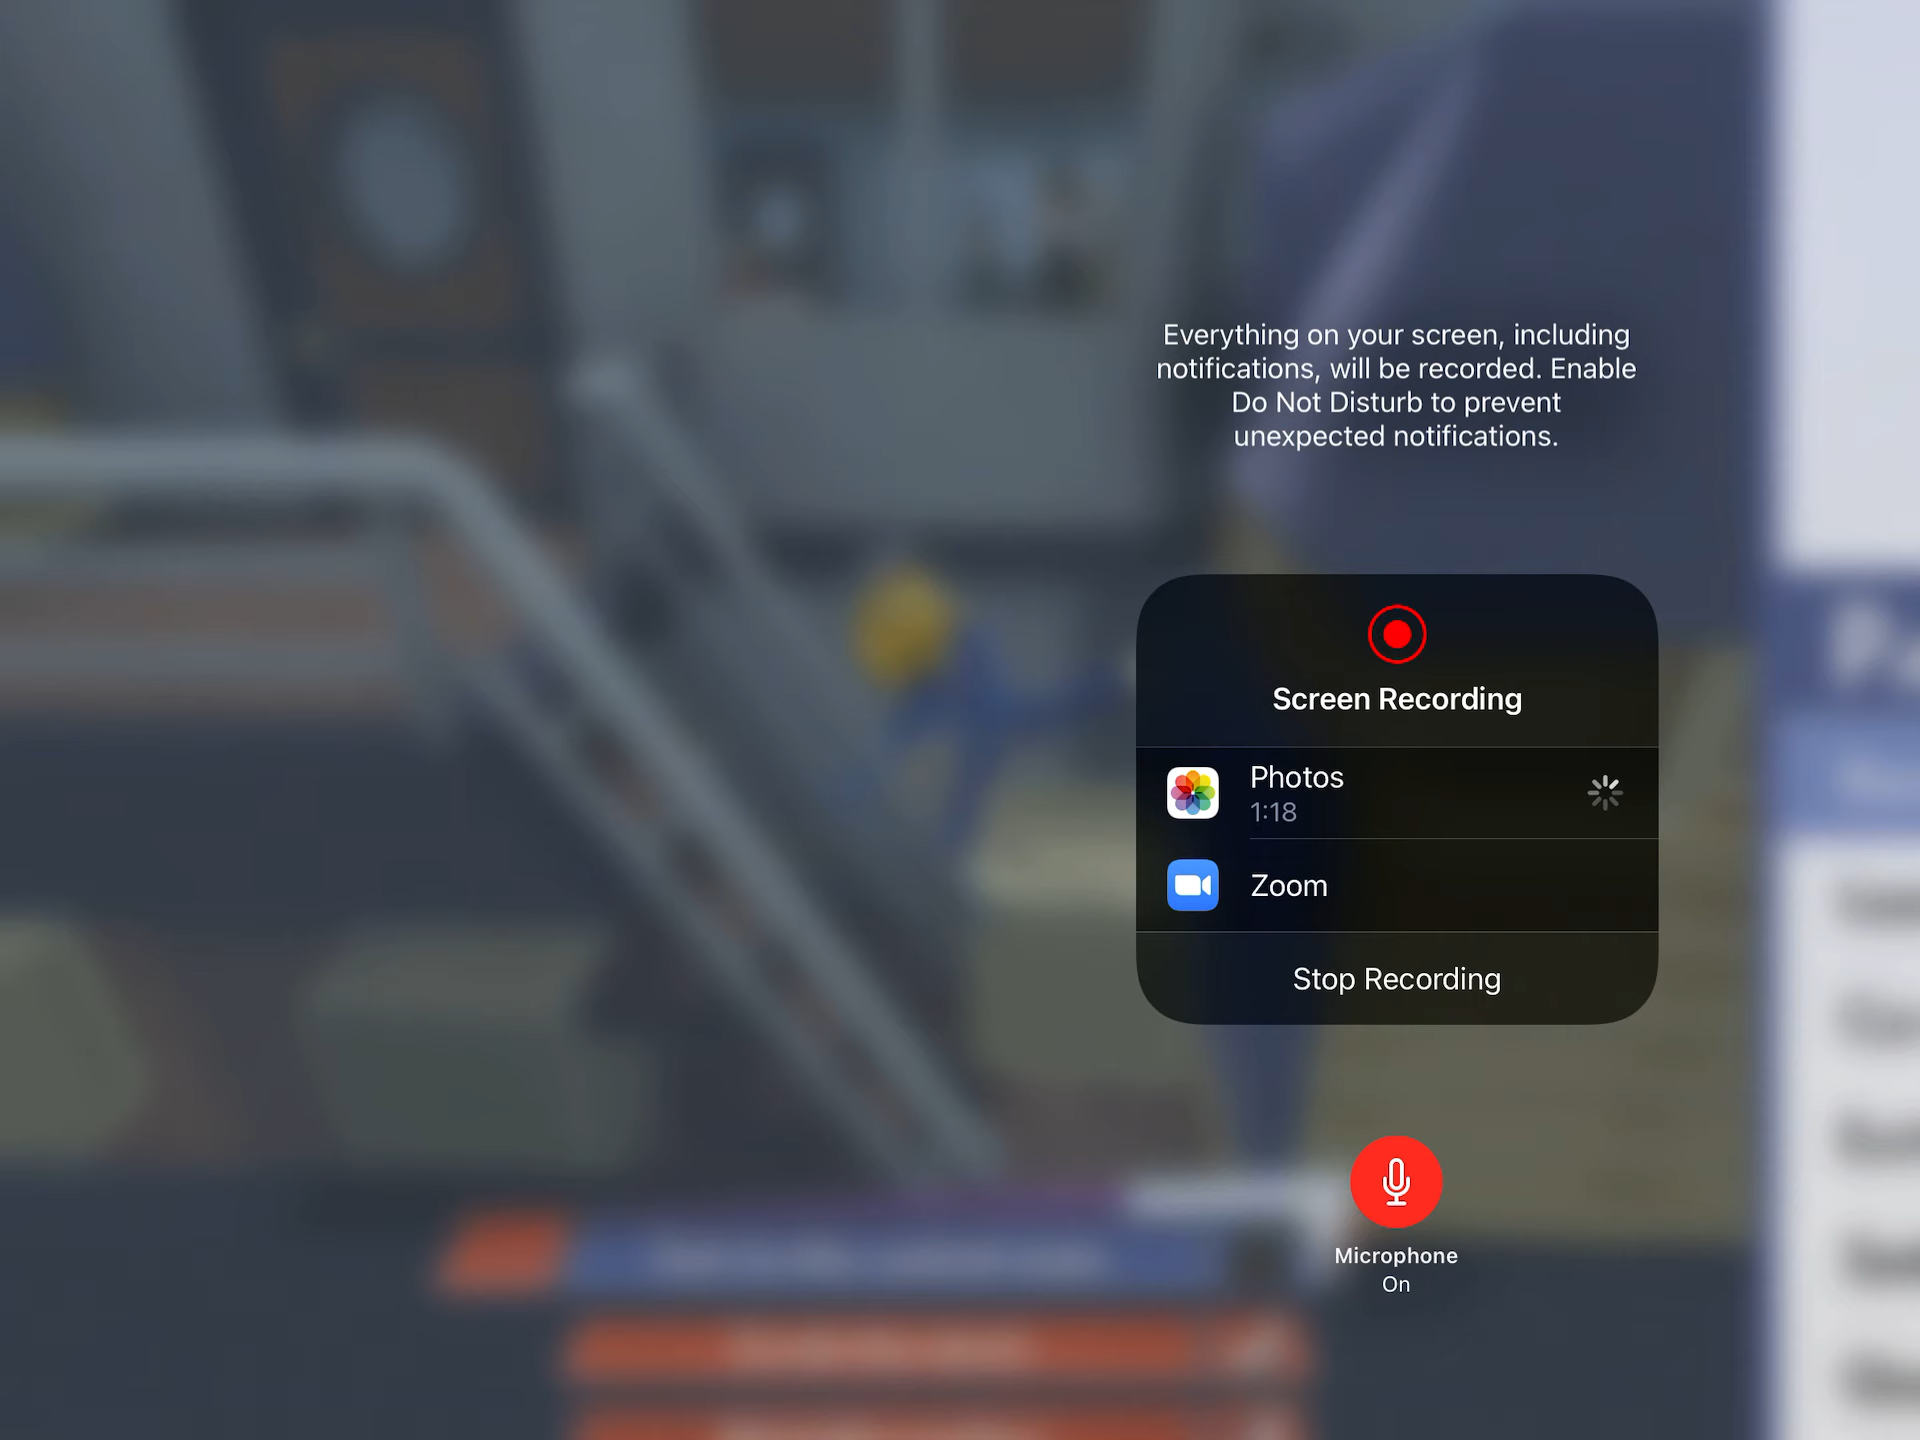 Everything on your screen, including
notifications, will be recorded. Enable
Do Not Disturb to prevent
unexpected notifications.
Screen Recording
Photos
1:18
Zoom
Stop Recording
Microphone
On